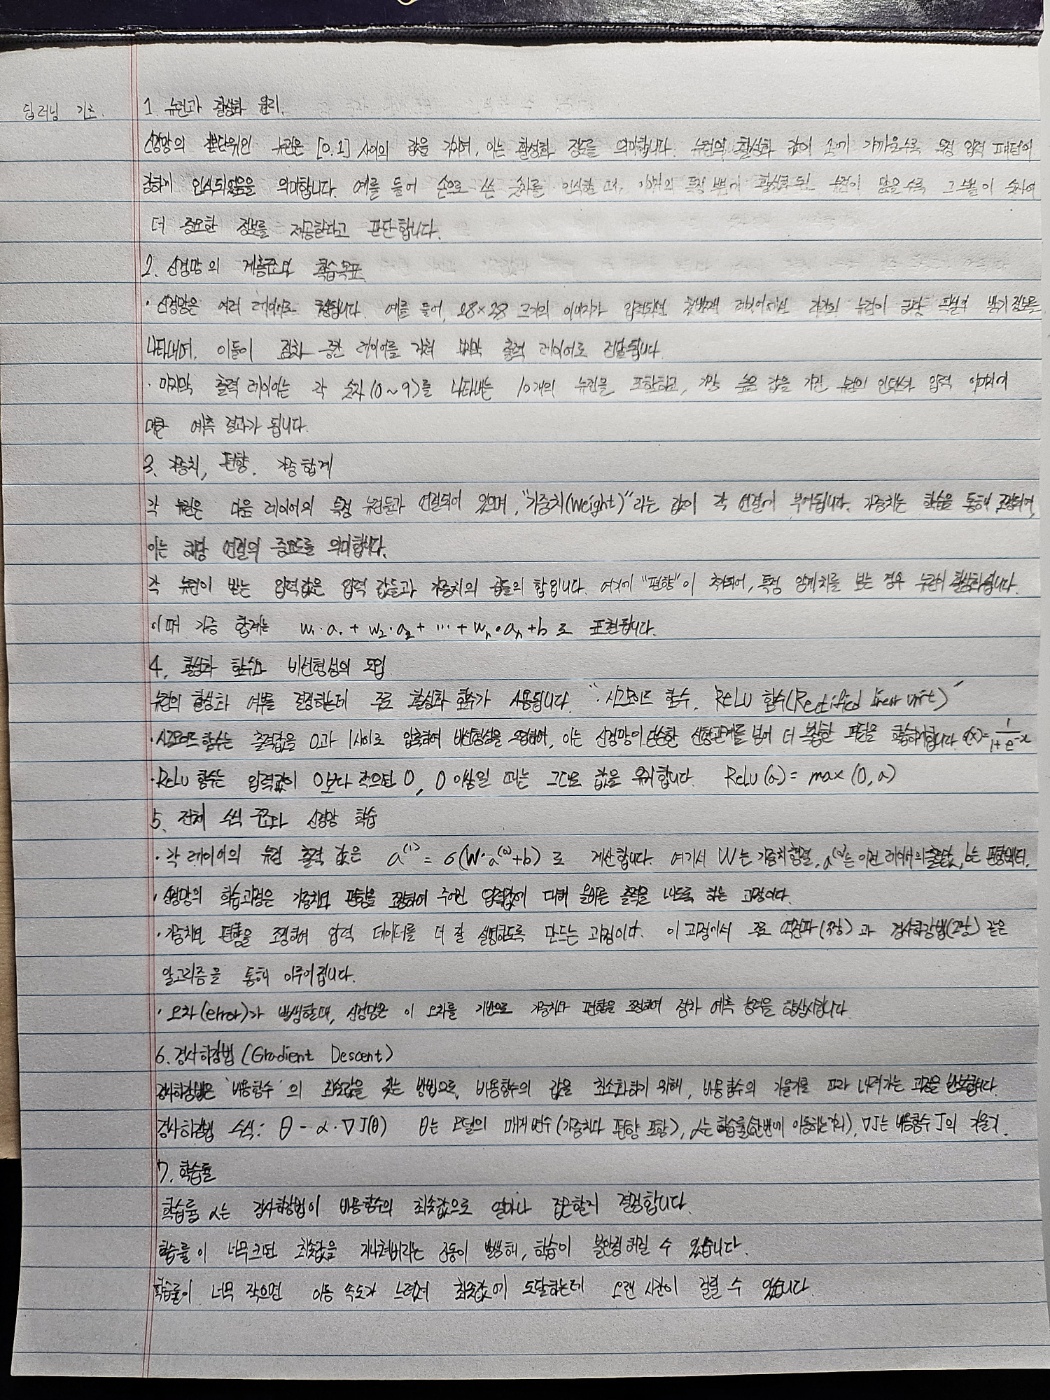 딥러닝 기초.
1. 뉴런과 활성화 원리.
신경망의 기본단위인 뉴런은 [0,1] 사이의 값을 가지며, 이는 활성화 정도를 의미합니다. 뉴런의 활성화 값이 1에 가까울수록 특정 입력 패턴이
강하게 인식되었음을 의미합니다. 예를 들어 손으로 쓴 숫자를 인식할 때, 이미지의 특정 부분이 활성화된 뉴런이 많을수록 그 부분이 숫자에
더 중요한 정보를 제공한다고 판단합니다.
2. 신경망의 계층구조와 학습목표
· 신경망은 여러 레이어로 구성됩니다. 예를 들어, 28×28 크기의 이미지가 입력되면 첫번째 레이어에서 각각의 뉴런이 해당 픽셀의 밝기 정보를
나타내며, 이들이 점차 중간 레이어를 거쳐 마지막 출력 레이어로 전달됩니다.
· 마지막 출력 레이어는 각 숫자(0~9)를 나타내는 10개의 뉴런을 포함하고, 가장 높은 값을 가진 뉴런의 인덱스가 입력 이미지에
대한 예측 결과가 됩니다.
3. 가중치, 편향, 가중합계
각 뉴런은 다음 레이어의 특정 뉴런들과 연결되어 있으며, "가중치(Weight)"라는 값이 각 연결에 부여됩니다. 가중치는 학습을 통해 조정되며,
이는 해당 연결의 중요도를 의미합니다.
각 뉴런이 받는 입력값은 입력 값들과 가중치의 곱들의 합입니다. 여기에 "편향"이 추가되어, 특정 임계치를 넘는 경우 뉴런이 활성화됩니다.
이때 가중 합계는 w₁·a₁ + w₂·a₂ + ··· + wₙ·aₙ + b 로 표현됩니다.
4. 활성화 함수와 비선형성의 도입
뉴런의 활성화 여부를 결정하는데 주로 활성화 함수가 사용됩니다. "시그모이드 함수, ReLU 함수(Rectified linear unit)"
· 시그모이드 함수는 출력값을 0과 1사이로 압축하여 비선형성을 도입하며, 이는 신경망이 단순한 선형관계를 넘어 더 복잡한 패턴을 학습하게합니다. σ(x)=1/(1+e^-x)
· ReLU 함수는 입력값이 0보다 작으면 0, 0 이상일 때는 그대로 값을 유지합니다. ReLU(a) = max(0,a)
5. 전체 수식 구조와 신경망 학습
· 각 레이어의 뉴런 출력 값은 a⁽¹⁾ = σ(W·a⁽⁰⁾+b) 로 계산합니다. 여기서 W는 가중치행렬, a⁽⁰⁾는 이전 레이어의 출력값, b는 편향벡터.
· 신경망의 학습과정은 가중치와 편향을 조정하여 주어진 입력값에 대해 올바른 출력을 내도록 하는 과정이다.
· 가중치와 편향을 조정하여 입력 데이터를 더 잘 설명하도록 만드는 과정이다. 이 과정에서 주로 역전파(7장)과 경사하강법(2장) 같은
알고리즘을 통해 이루어집니다.
· 오차(error)가 발생할때, 신경망은 이 오차를 기반으로 가중치와 편향을 조정하여 점차 예측 능력을 향상시킵니다.
6. 경사하강법 (Gradient Descent)
경사하강법은 '비용함수'의 최솟값을 찾는 방법으로, 비용함수의 값을 최소화하기 위해, 비용 함수의 기울기를 따라 내려가는 과정을 반복합니다.
경사하강법 수식: θ - α·∇J(θ) θ는 모델의 매개변수(가중치와 편향 포함), α는 학습률(한번에 이동하는거리), ∇J는 비용함수 J의 기울기.
7. 학습률
학습률 α는 경사하강법이 비용함수의 최솟값으로 얼마나 접근할지 결정합니다.
학습률이 너무크면 최솟값을 지나쳐버리는 진동이 발생해, 학습이 불안정해질 수 있습니다.
학습률이 너무 작으면 이동 속도가 느려져 최솟값에 도달하는데 오랜 시간이 걸릴 수 있습니다.